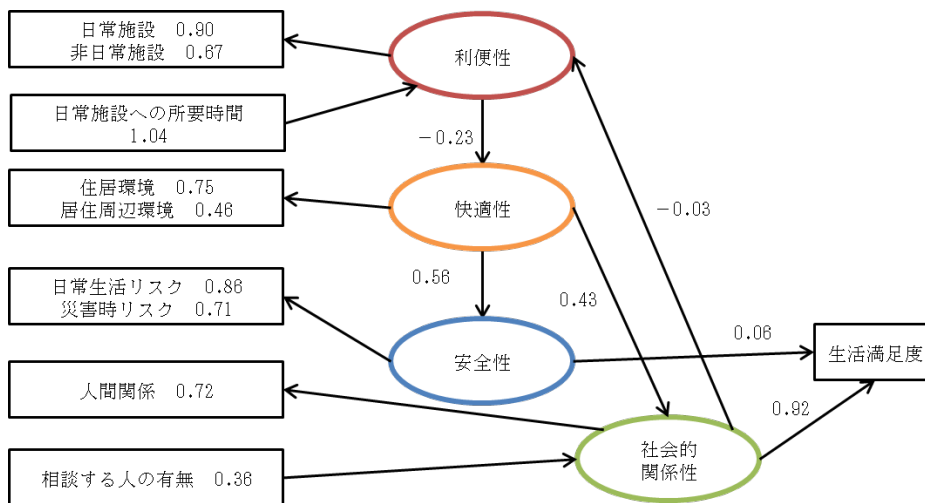 日常施設　0.90
非日常施設　0.67
利便性
日常施設への所要時間
1.04
－0.23
住居環境　0.75
居住周辺環境　0.46
快適性
－0.03
0.56
0.43
日常生活リスク　0.86
災害時リスク　0.71
安全性
0.06
生活満足度
人間関係　0.72
0.92
社会的
関係性
相談する人の有無　0.36